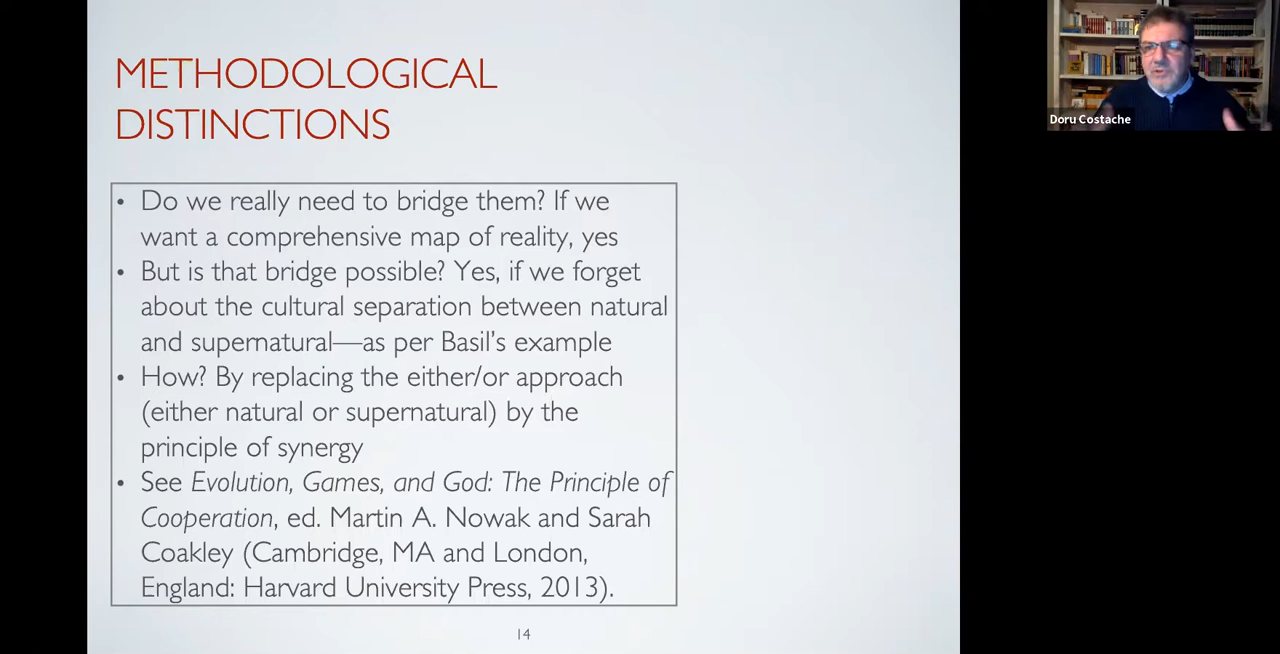 METHODOLOGICAL
DISTINCTIONS
• Do we really need to bridge them? If we
want a comprehensive map of reality, yes
• But is that bridge possible? Yes, if we forget
about the cultural separation between natural
and supernatural—as per Basil's example
• How? By replacing the either/or approach
(either natural or supernatural) by the
principle of synergy
• See Evolution, Games, and God: The Principle of
Cooperation, ed. Martin A. Nowak and Sarah
Coakley (Cambridge, MA and London,
England: Harvard University Press, 2013).
14
Doru Costache